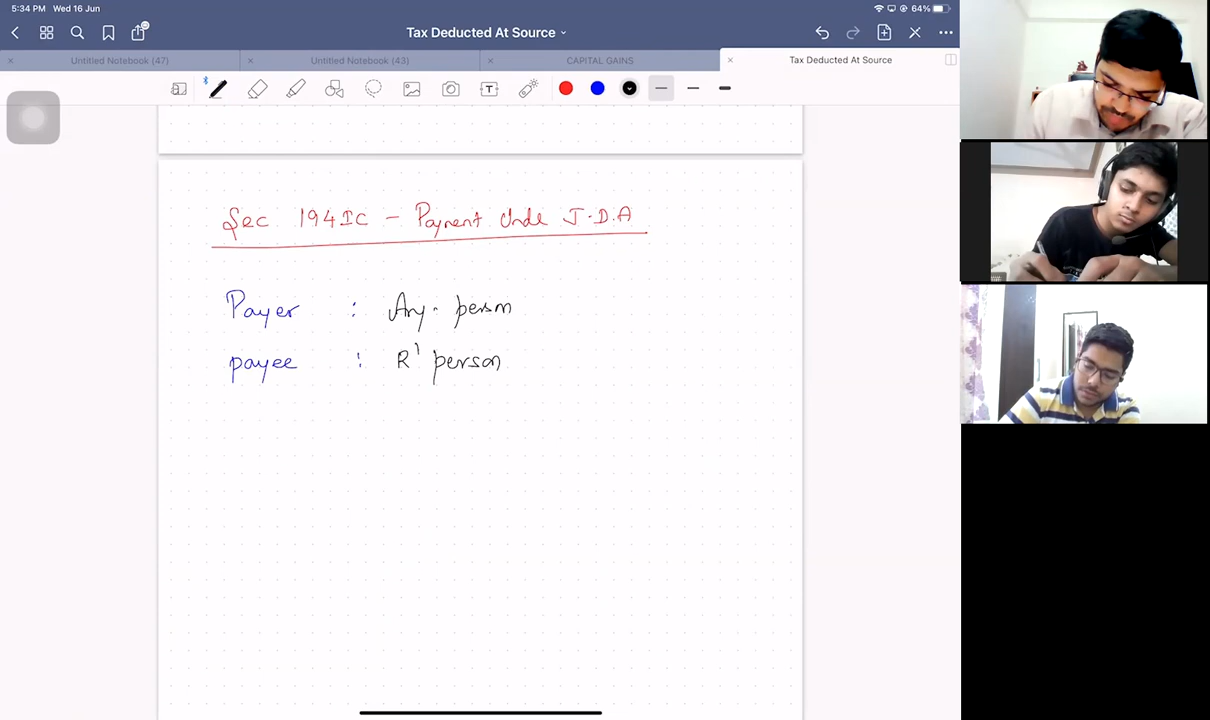 5:34 PM Wed 16 Jun
64%
Tax Deducted At Source
Untitled Notebook (47)
Untitled Notebook (43)
CAPITAL GAINS
Tax Deducted At Source
T
Sec 194IC - Payment Unde J.D.A
Payer : Any. person
payee : R' person